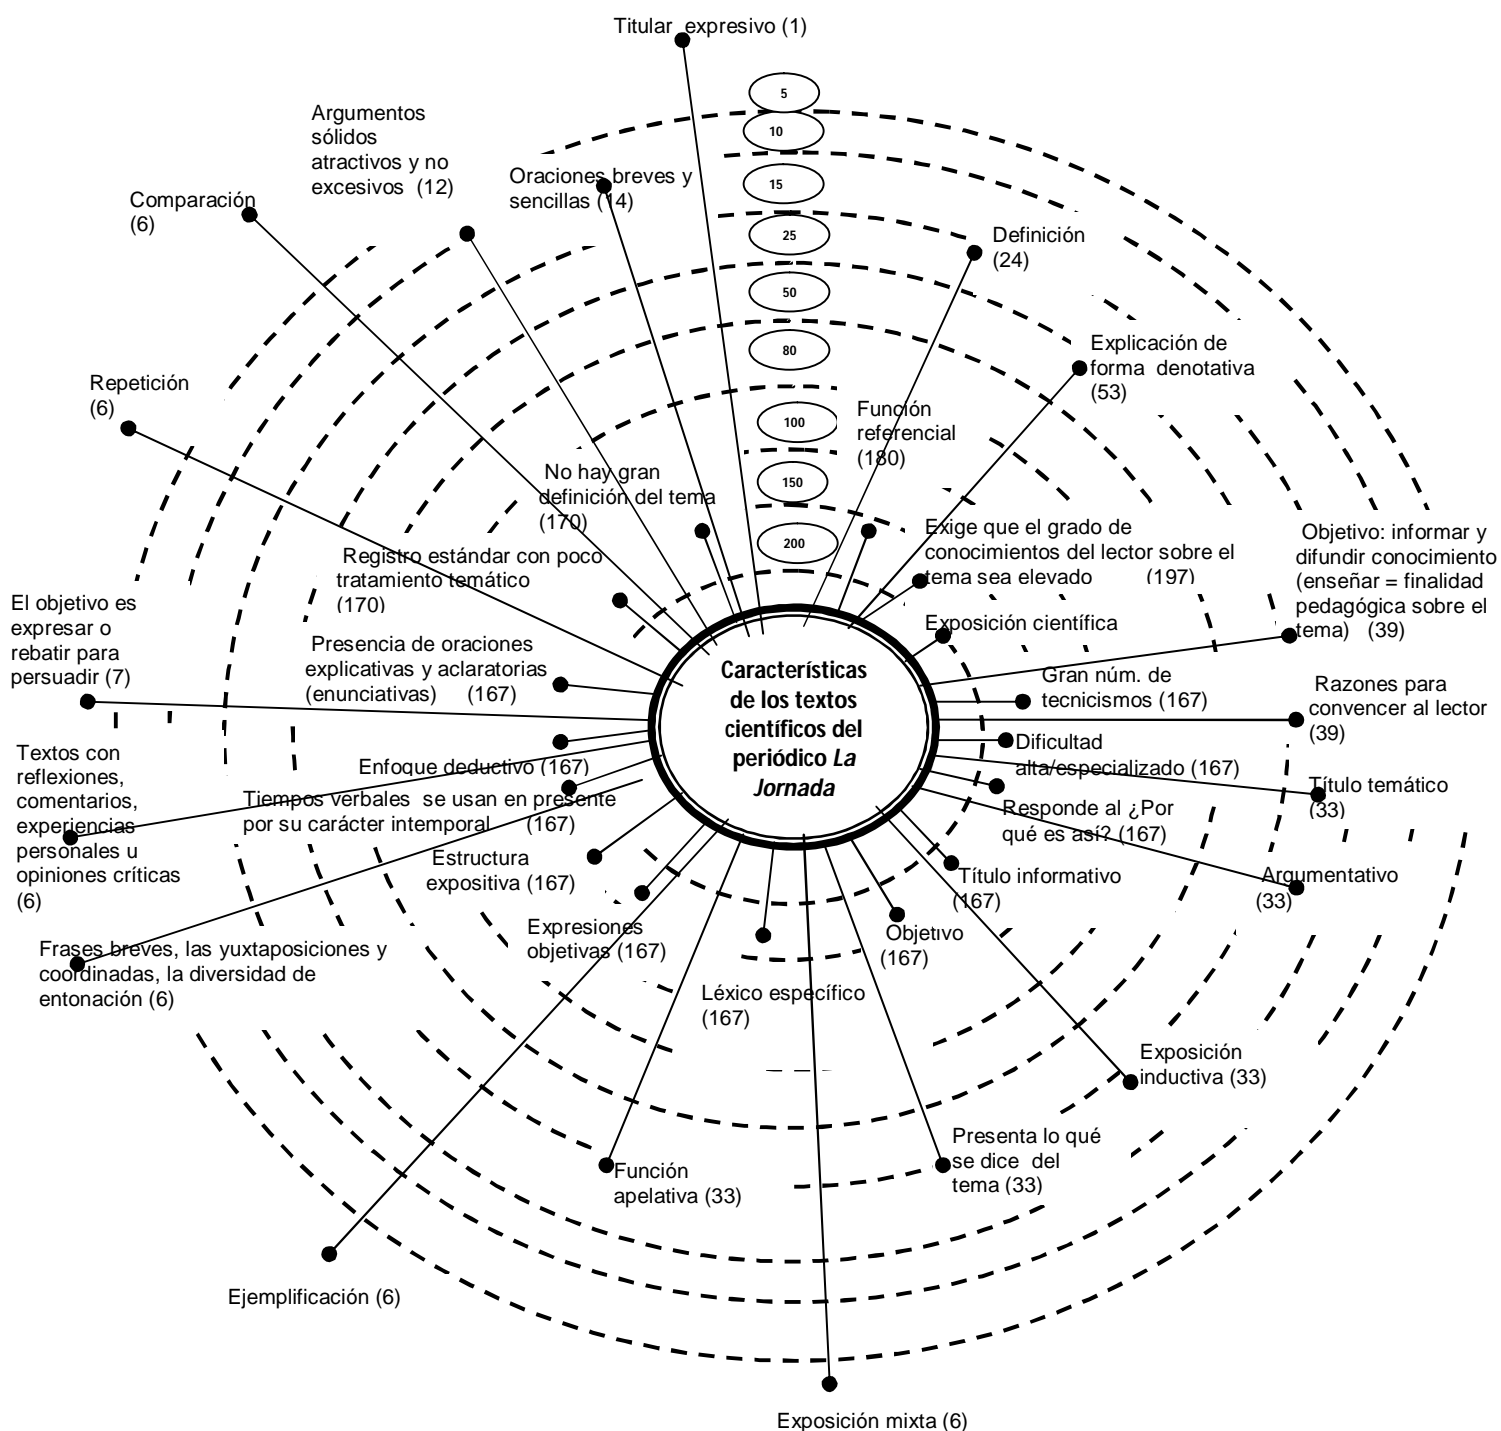 Titular expresivo (1)
5
10
15
25
50
80
100
150
200
Argumentos
sólidos
atractivos y no
excesivos (12)
Oraciones breves y
sencillas (14)
Comparación
(6)
Definición
(24)
Explicación de
forma denotativa
(53)
Repetición
(6)
Función
referencial
(180)
No hay gran
definición del tema
(170)
Registro estándar con poco
tratamiento temático
(170)
Exige que el grado de
conocimientos del lector sobre el
tema sea elevado (197)
Objetivo: informar y
difundir conocimiento
(enseñar = finalidad
pedagógica sobre el
tema) (39)
El objetivo es
expresar o
rebatir para
persuadir (7)
Presencia de oraciones
explicativas y aclaratorias
(enunciativas) (167)
Exposición científica
Características
de los textos
científicos del
periódico La
Jornada
Gran núm. de
tecnicismos (167)
Razones para
convencer al lector
(39)
Textos con
reflexiones,
comentarios,
experiencias
personales u
opiniones críticas
(6)
Enfoque deductivo (167)
Dificultad
alta/especializado (167)
Título temático
(33)
Tiempos verbales se usan en presente
por su carácter intemporal (167)
Responde al ¿Por
qué es así? (167)
Estructura
expositiva (167)
Título informativo
(167)
Argumentativo
(33)
Frases breves, las yuxtaposiciones y
coordinadas, la diversidad de
entonación (6)
Expresiones
objetivas (167)
Objetivo
(167)
Léxico específico
(167)
Exposición
inductiva (33)
Presenta lo qué
se dice del
tema (33)
Función
apelativa (33)
Ejemplificación (6)
Exposición mixta (6)